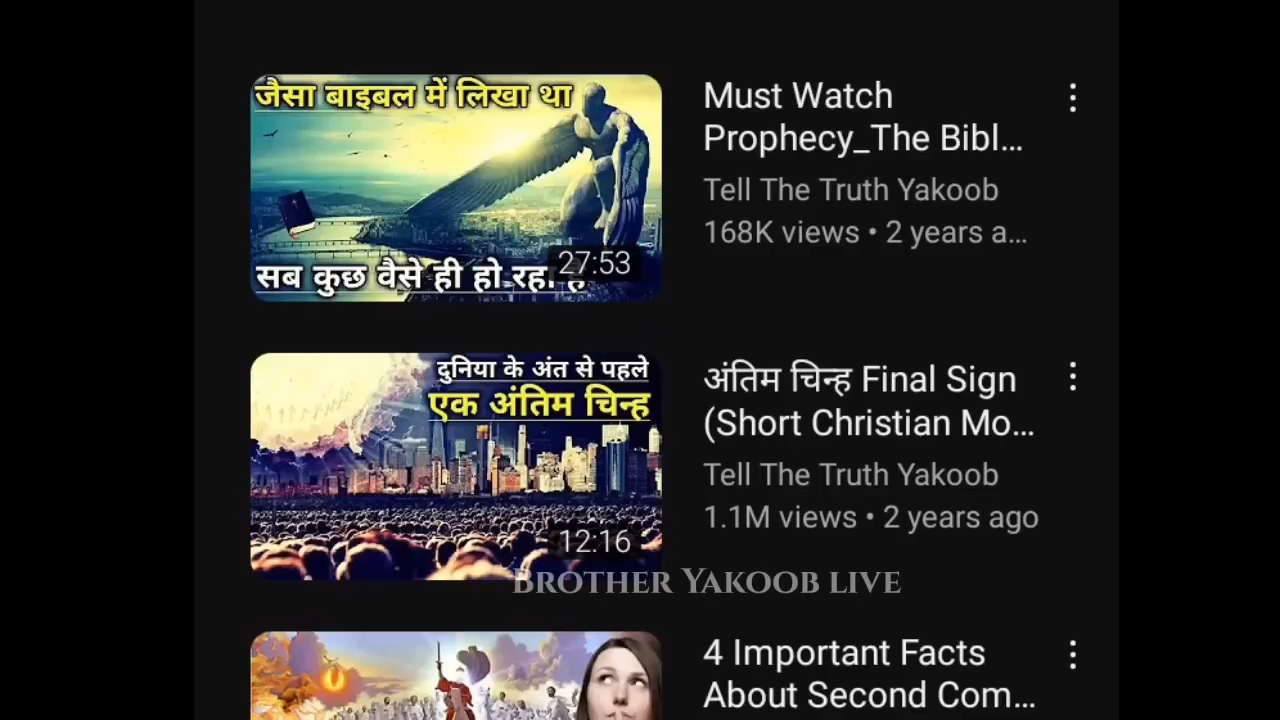 जैसा बाइबल में लिखा था
सब कुछ वैसे ही हो रहा है
27:53
Must Watch
Prophecy_The Bibl...
Tell The Truth Yakoob
168K views • 2 years a...
दुनिया के अंत से पहले
एक अंतिम चिन्ह
12:16
अंतिम चिन्ह Final Sign
(Short Christian Mo...
Tell The Truth Yakoob
1.1M views • 2 years ago
BROTHER YAKOOB LIVE
4 Important Facts
About Second Com...